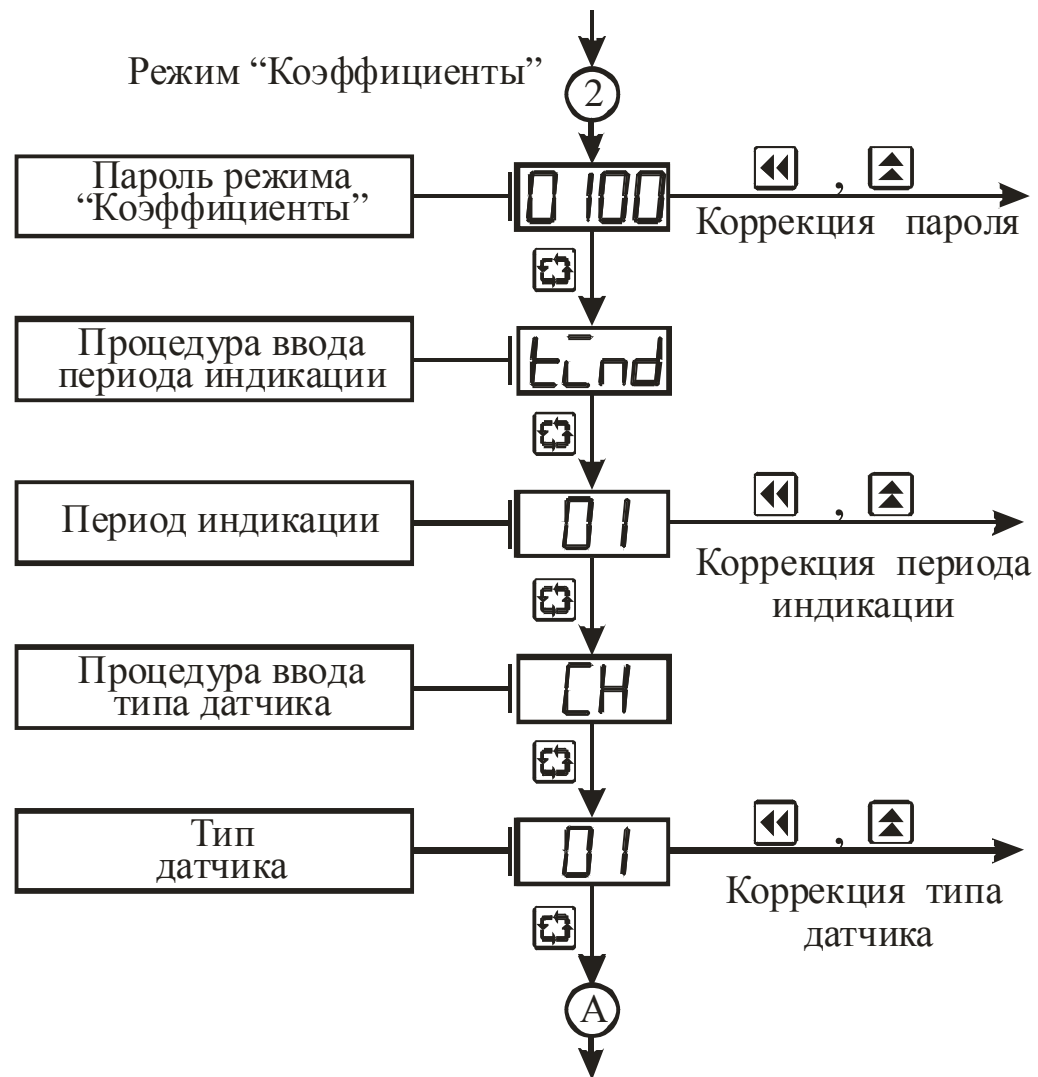 Режим “Коэффициенты”
2
Пароль режима
“Коэффициенты”
0100
,
Коррекция пароля
Процедура ввода
периода индикации
tind
Период индикации
01
,
Коррекция периода
индикации
Процедура ввода
типа датчика
CH
Тип
датчика
01
,
Коррекция типа
датчика
A